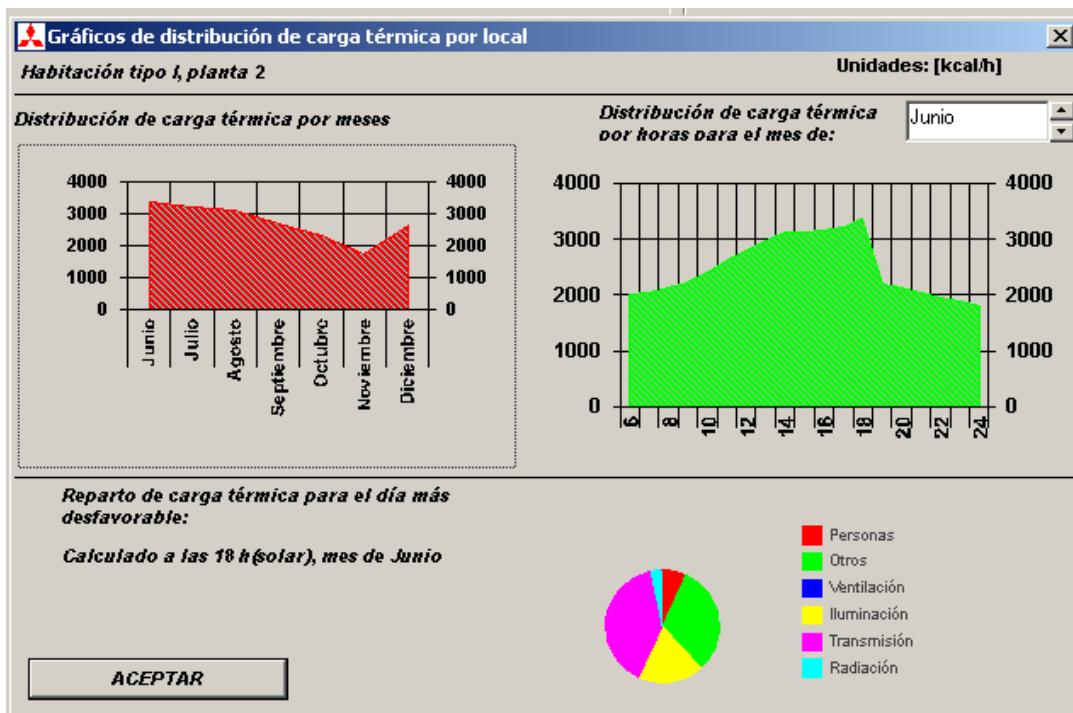 Gráficos de distribución de carga térmica por local
Habitación tipo I, planta 2
Unidades: [kcal/h]
Distribución de carga térmica por meses
Distribución de carga térmica
por horas para el mes de:
Junio
4000
3000
2000
1000
0
4000
3000
2000
1000
0
Junio
Julio
Agosto
Septiembre
Octubre
Noviembre
Diciembre
4000
3000
2000
1000
0
4000
3000
2000
1000
0
6
8
10
12
14
16
18
20
22
24
Reparto de carga térmica para el día más
desfavorable:
Calculado a las 18 h(solar), mes de Junio
Personas
Otros
Ventilación
Iluminación
Transmisión
Radiación
ACEPTAR